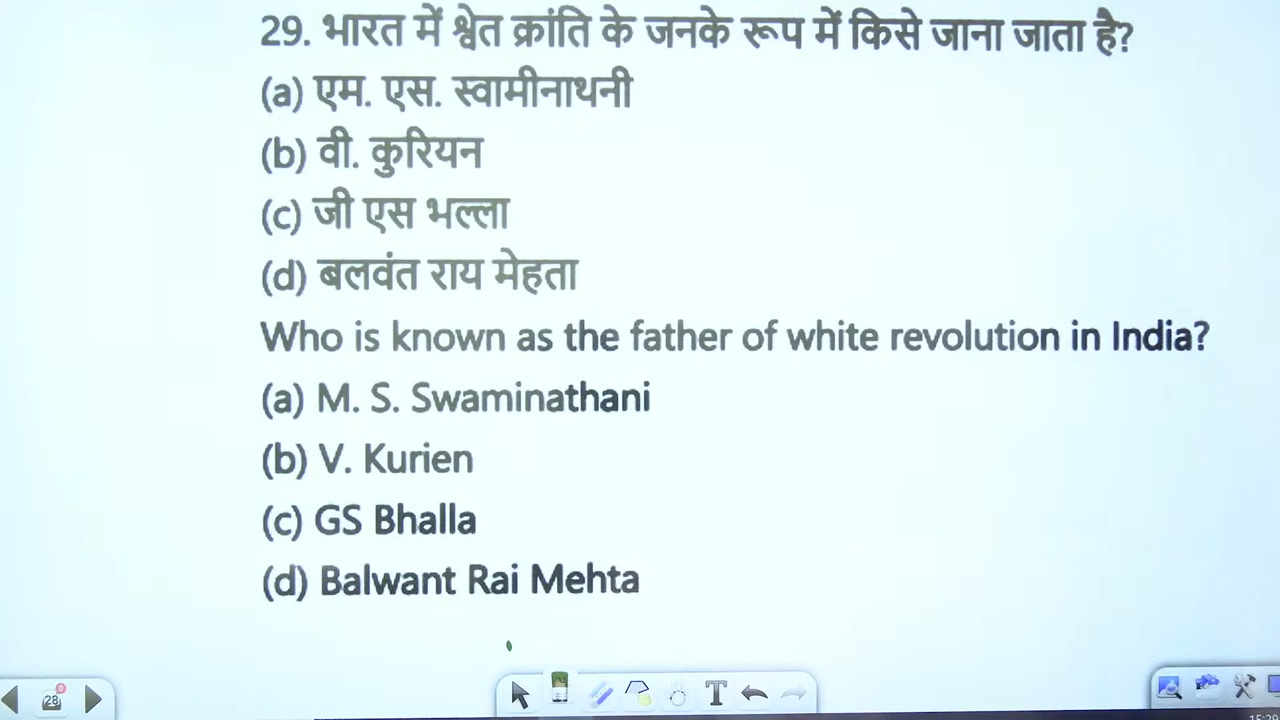 29. भारत में श्वेत क्रांति के जनके रूप में किसे जाना जाता है?
(a) एम. एस. स्वामीनाथनी
(b) वी. कुरियन
(c) जी एस भल्ला
(d) बलवंत राय मेहता
Who is known as the father of white revolution in India?
(a) M. S. Swaminathani
(b) V. Kurien
(c) GS Bhalla
(d) Balwant Rai Mehta
28
T